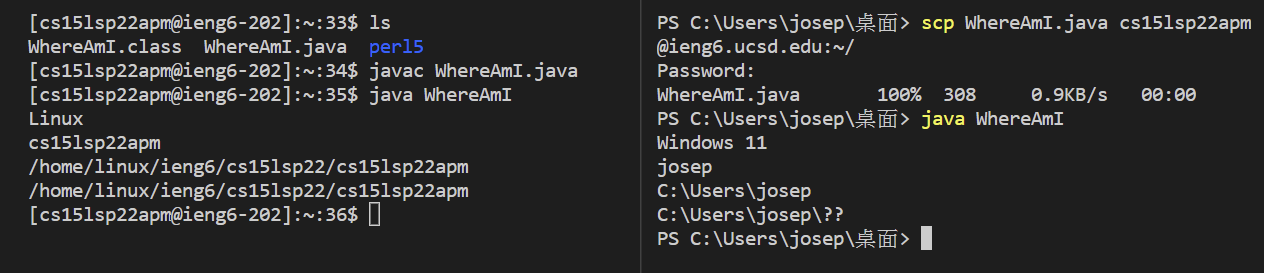 [cs15lsp22apm@ieng6-202]:~:33$ ls
WhereAmI.class  WhereAmI.java  perl5
[cs15lsp22apm@ieng6-202]:~:34$ javac WhereAmI.java
[cs15lsp22apm@ieng6-202]:~:35$ java WhereAmI
Linux
cs15lsp22apm
/home/linux/ieng6/cs15lsp22/cs15lsp22apm
/home/linux/ieng6/cs15lsp22/cs15lsp22apm
[cs15lsp22apm@ieng6-202]:~:36$
PS C:\Users\josep\桌面> scp WhereAmI.java cs15lsp22apm
@ieng6.ucsd.edu:~/
Password:
WhereAmI.java       100%  308     0.9KB/s   00:00
PS C:\Users\josep\桌面> java WhereAmI
Windows 11
josep
C:\Users\josep
C:\Users\josep\??
PS C:\Users\josep\桌面>